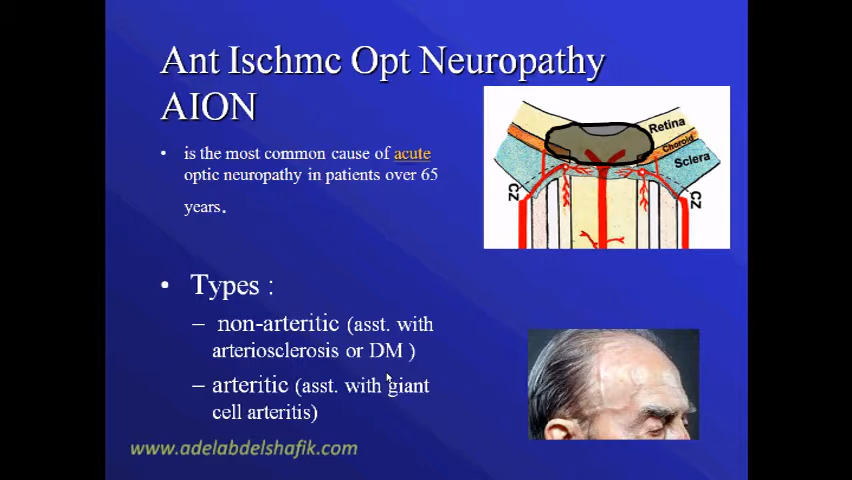 Ant Ischmc Opt Neuropathy
AION
• is the most common cause of acute
optic neuropathy in patients over 65
years.
• Types :
– non-arteritic (asst. with
arteriosclerosis or DM )
– arteritic (asst. with giant
cell arteritis)
Retina
Choroid
Sclera
CZ
CZ
www.adelabdelshafik.com